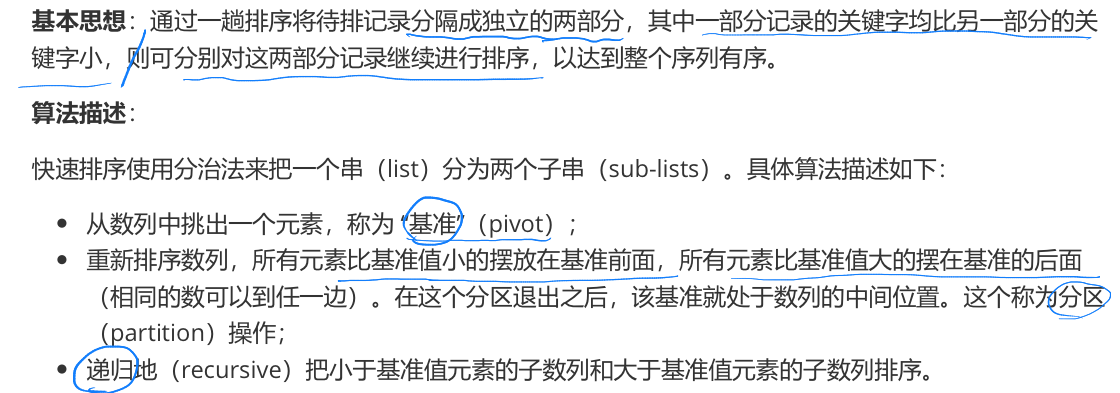 基本思想：通过一趟排序将待排记录分隔成独立的两部分，其中一部分记录的关键字均比另一部分的关
键字小，则可分别对这两部分记录继续进行排序，以达到整个序列有序。
算法描述：
快速排序使用分治法来把一个串（list）分为两个子串（sub-lists）。具体算法描述如下：
• 从数列中挑出一个元素，称为“基准”（pivot）；
• 重新排序数列，所有元素比基准值小的摆放在基准前面，所有元素比基准值大的摆在基准的后面
（相同的数可以到任一边）。在这个分区退出之后，该基准就处于数列的中间位置。这个称为分区
（partition）操作；
• 递归地（recursive）把小于基准值元素的子数列和大于基准值元素的子数列排序。